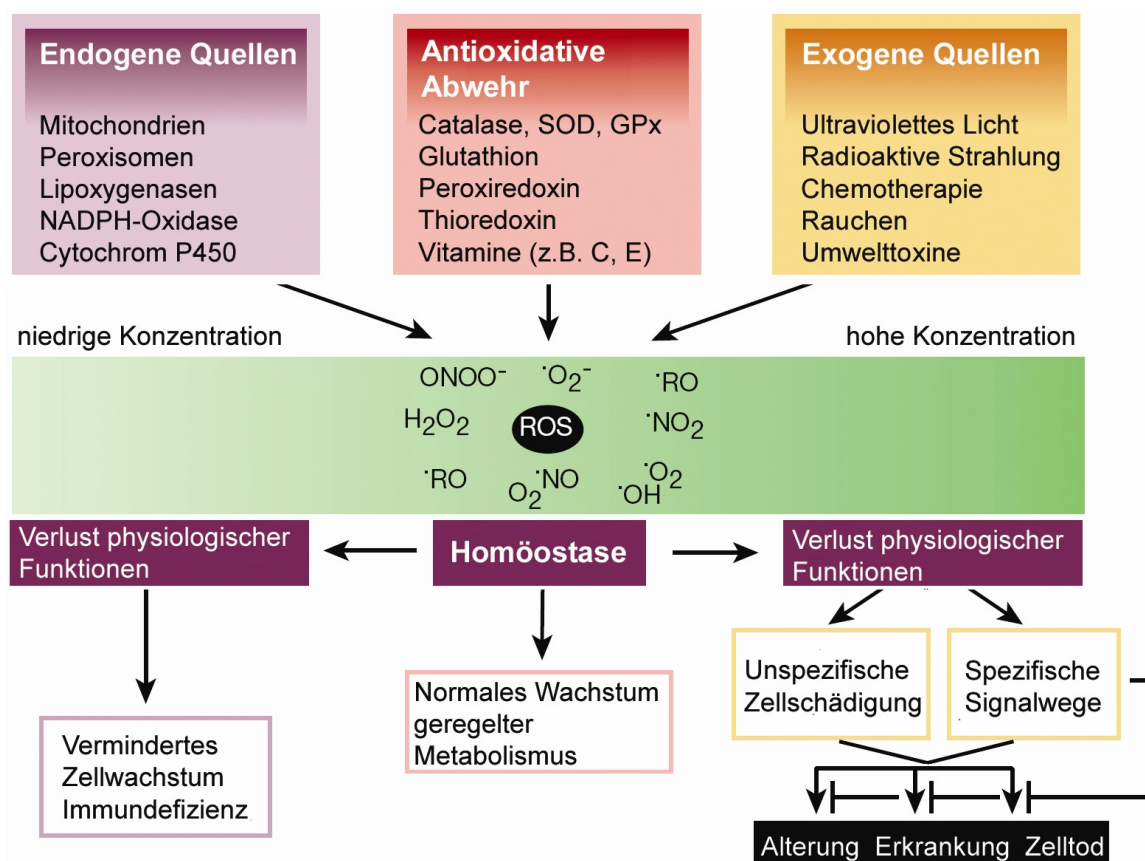 Endogene Quellen
Mitochondrien
Peroxisomen
Lipoxygenasen
NADPH-Oxidase
Cytochrom P450
Antioxidative
Abwehr
Catalase, SOD, GPx
Glutathion
Peroxiredoxin
Thioredoxin
Vitamine (z.B. C, E)
Exogene Quellen
Ultraviolettes Licht
Radioaktive Strahlung
Chemotherapie
Rauchen
Umwelttoxine
niedrige Konzentration
hohe Konzentration
ONOO⁻
·O₂⁻
·RO
H₂O₂
ROS
·NO₂
·RO
O₂
·NO
·OH
·O₂
Verlust physiologischer
Funktionen
Homöostase
Verlust physiologischer
Funktionen
Vermindertes
Zellwachstum
Immundefizienz
Normales Wachstum
geregelter
Metabolismus
Unspezifische
Zellschädigung
Spezifische
Signalwege
Alterung Erkrankung Zelltod